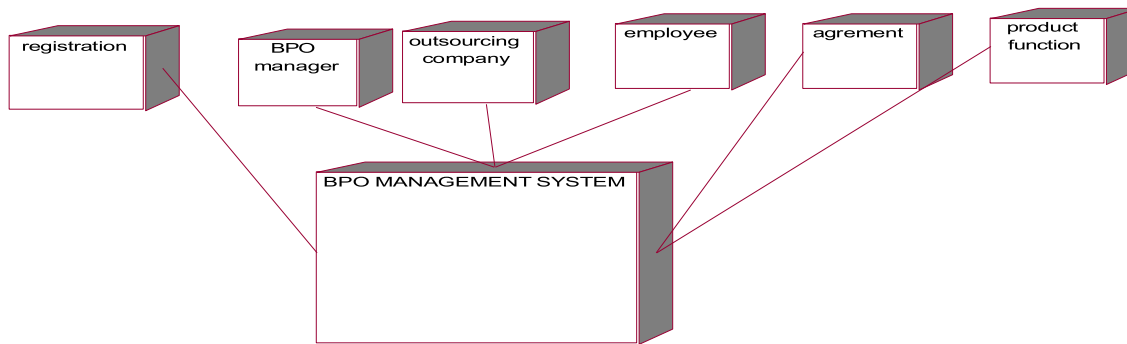 registration
BPO
manager
outsourcing
company
employee
agrement
product
function
BPO MANAGEMENT SYSTEM